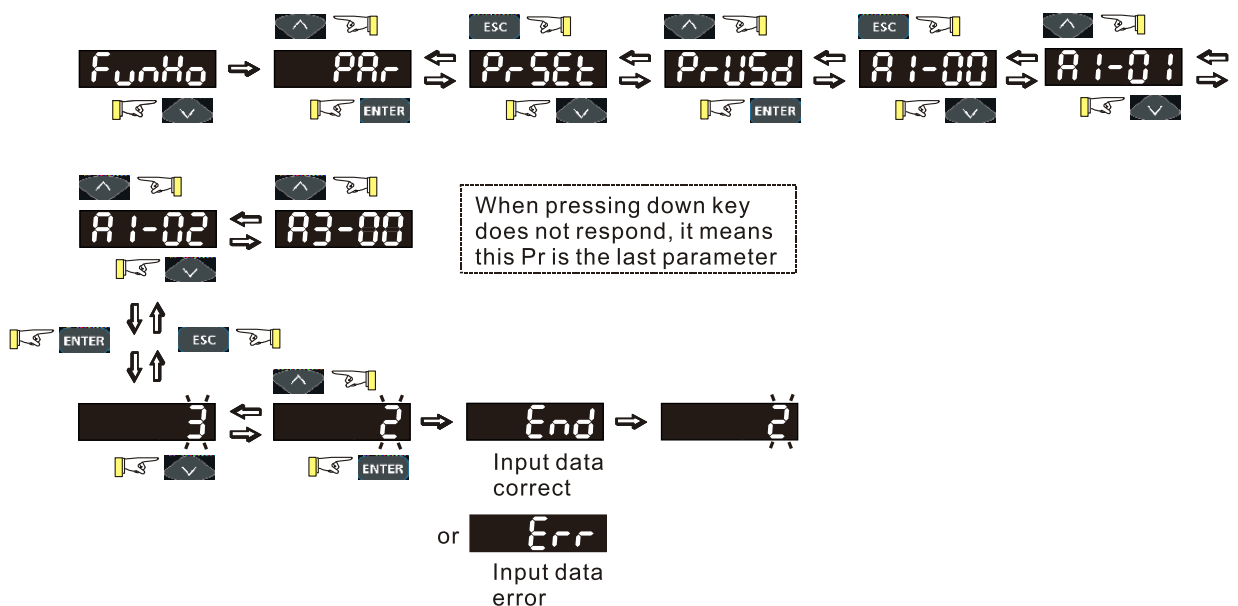 ESC
ESC
FunHo
PAr
PrSEt
PrUSd
A1-00
A1-01
ENTER
ENTER
A1-02
A3-00
When pressing down key
does not respond, it means
this Pr is the last parameter
ENTER
ESC
3
2
End
2
ENTER
Input data
correct
or
Err
Input data
error